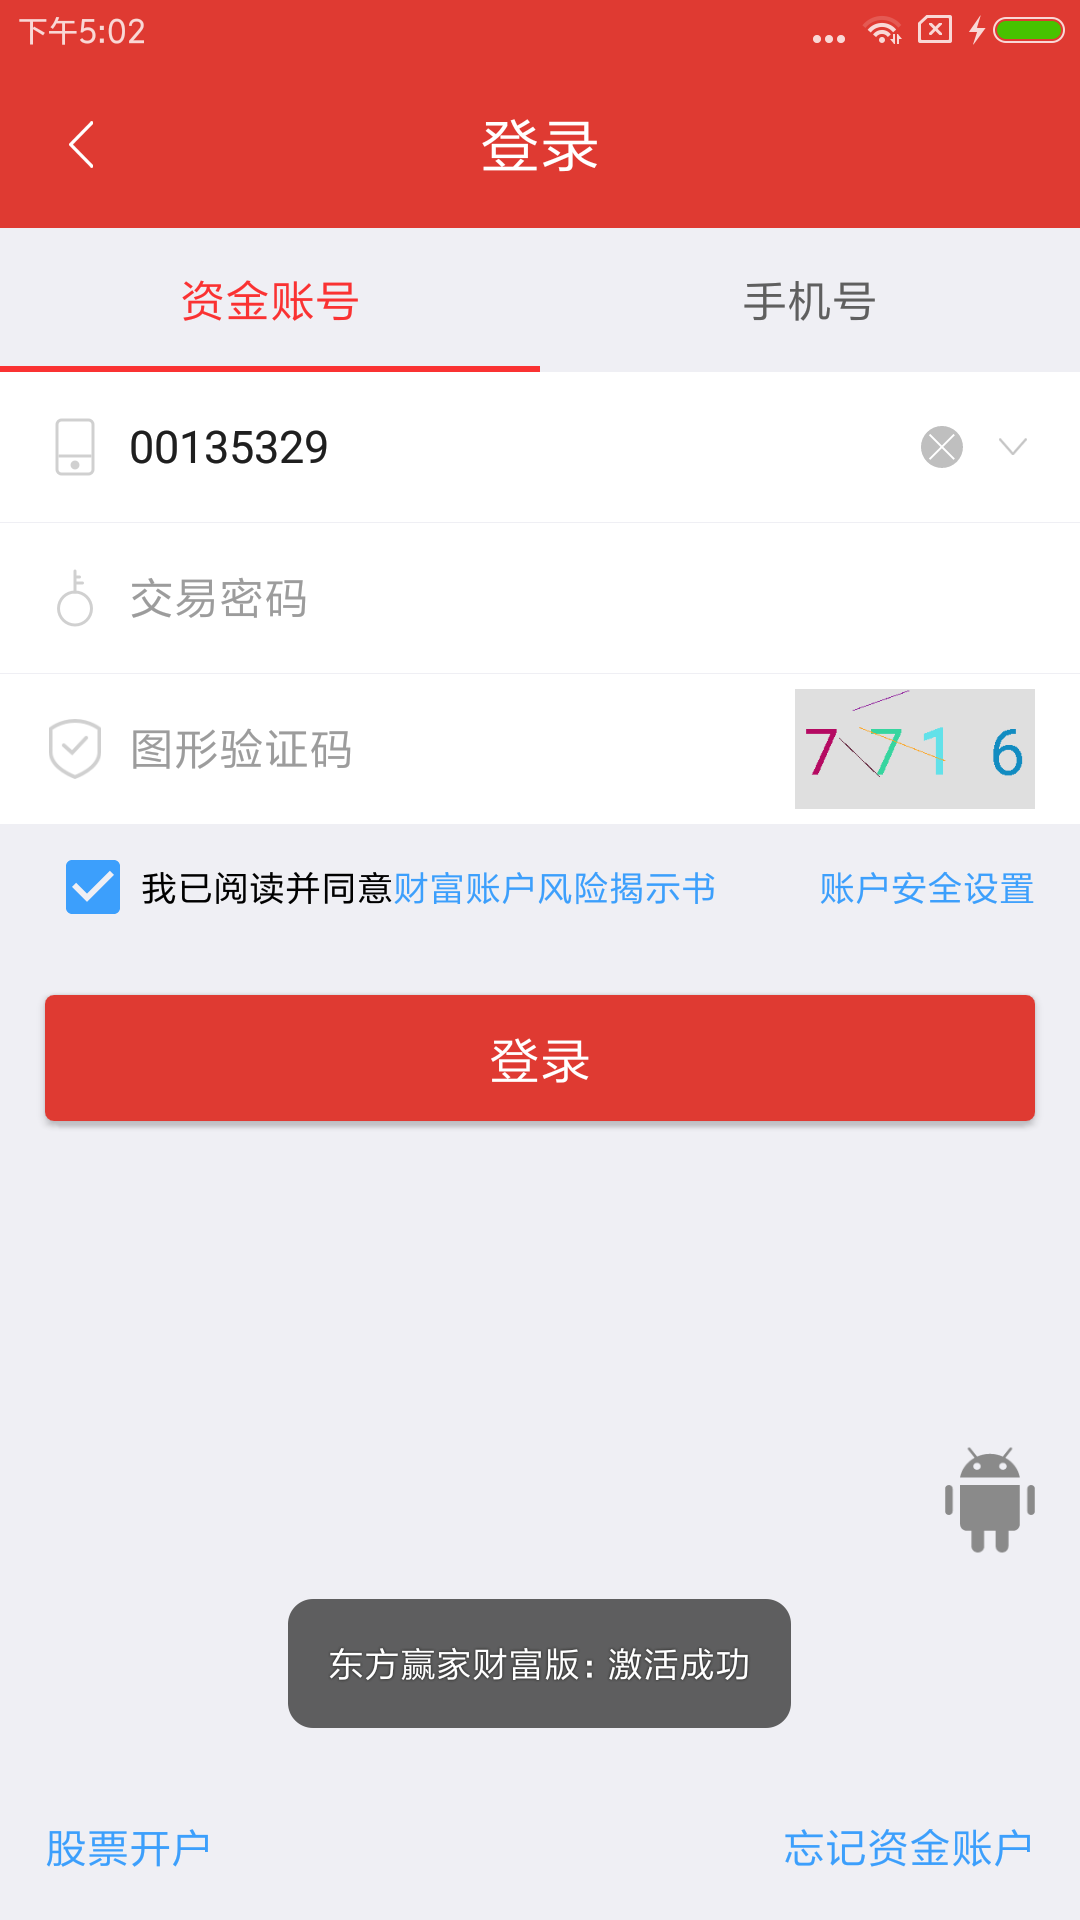 下午5:02
登录
资金账号
手机号
00135329
交易密码
图形验证码
7716
我已阅读并同意财富账户风险揭示书
账户安全设置
登录
东方赢家财富版：激活成功
股票开户
忘记资金账户